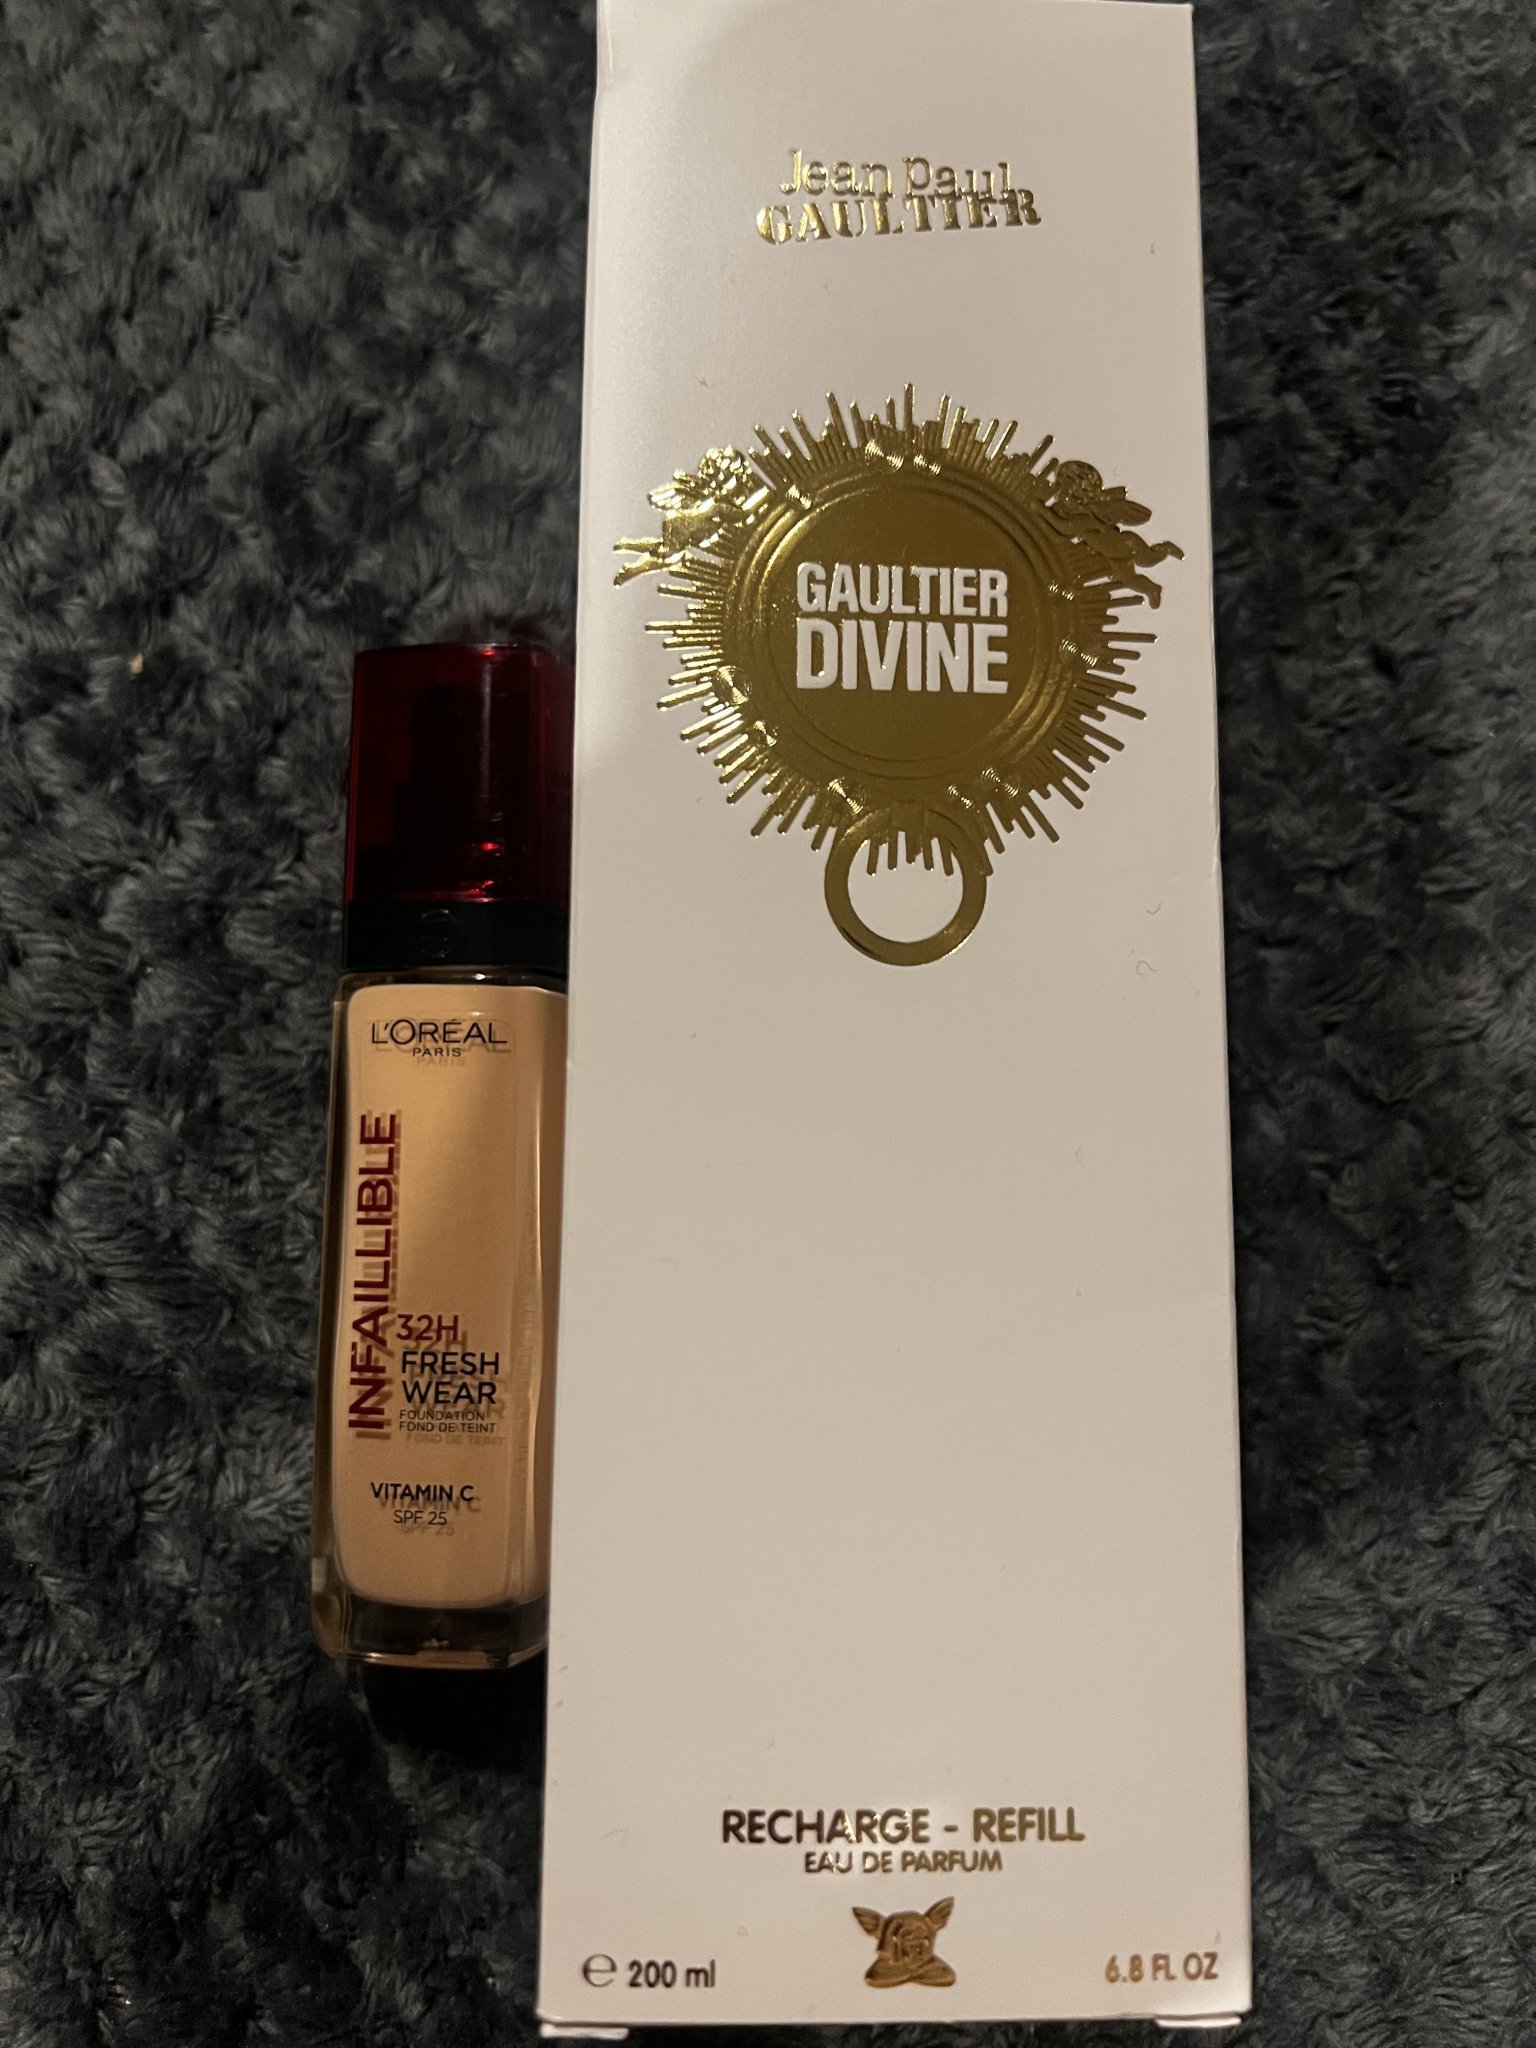 Jean Paul
GAULTIER
GAULTIER
DIVINE
RECHARGE - REFILL
EAU DE PARFUM
℮ 200 ml
6.8 FL OZ
L'ORÉAL
PARIS
INFAILLIBLE
32H
FRESH
WEAR
FOUNDATION
FOND DE TEINT
VITAMIN C
SPF 25